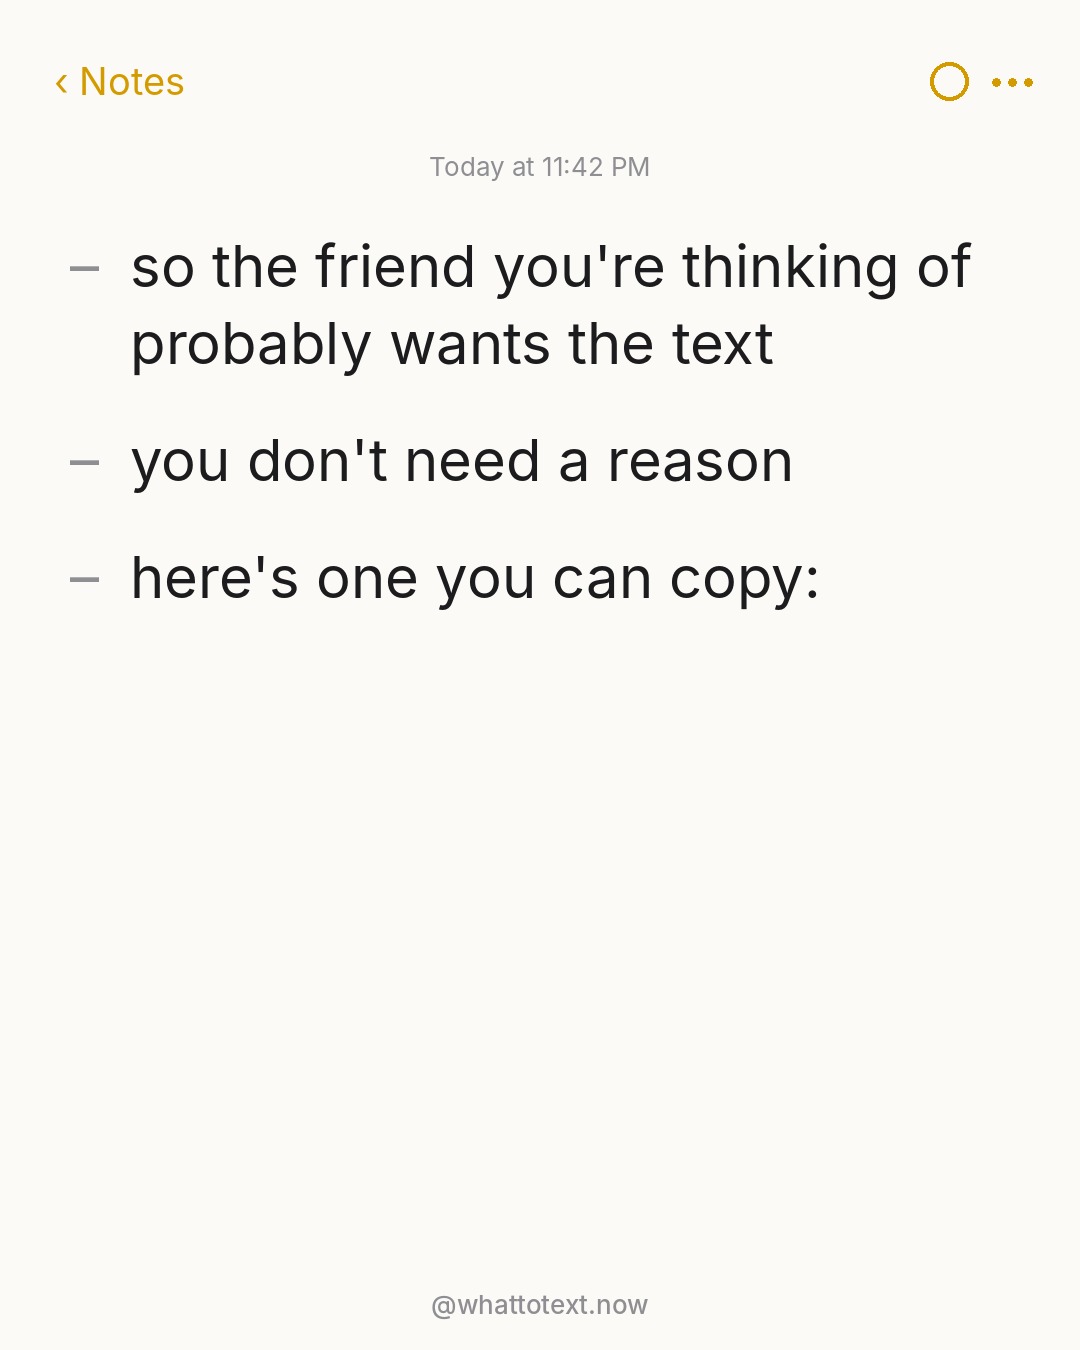 ‹ Notes
Today at 11:42 PM
– so the friend you're thinking of
probably wants the text
– you don't need a reason
– here's one you can copy:
@whattotext.now